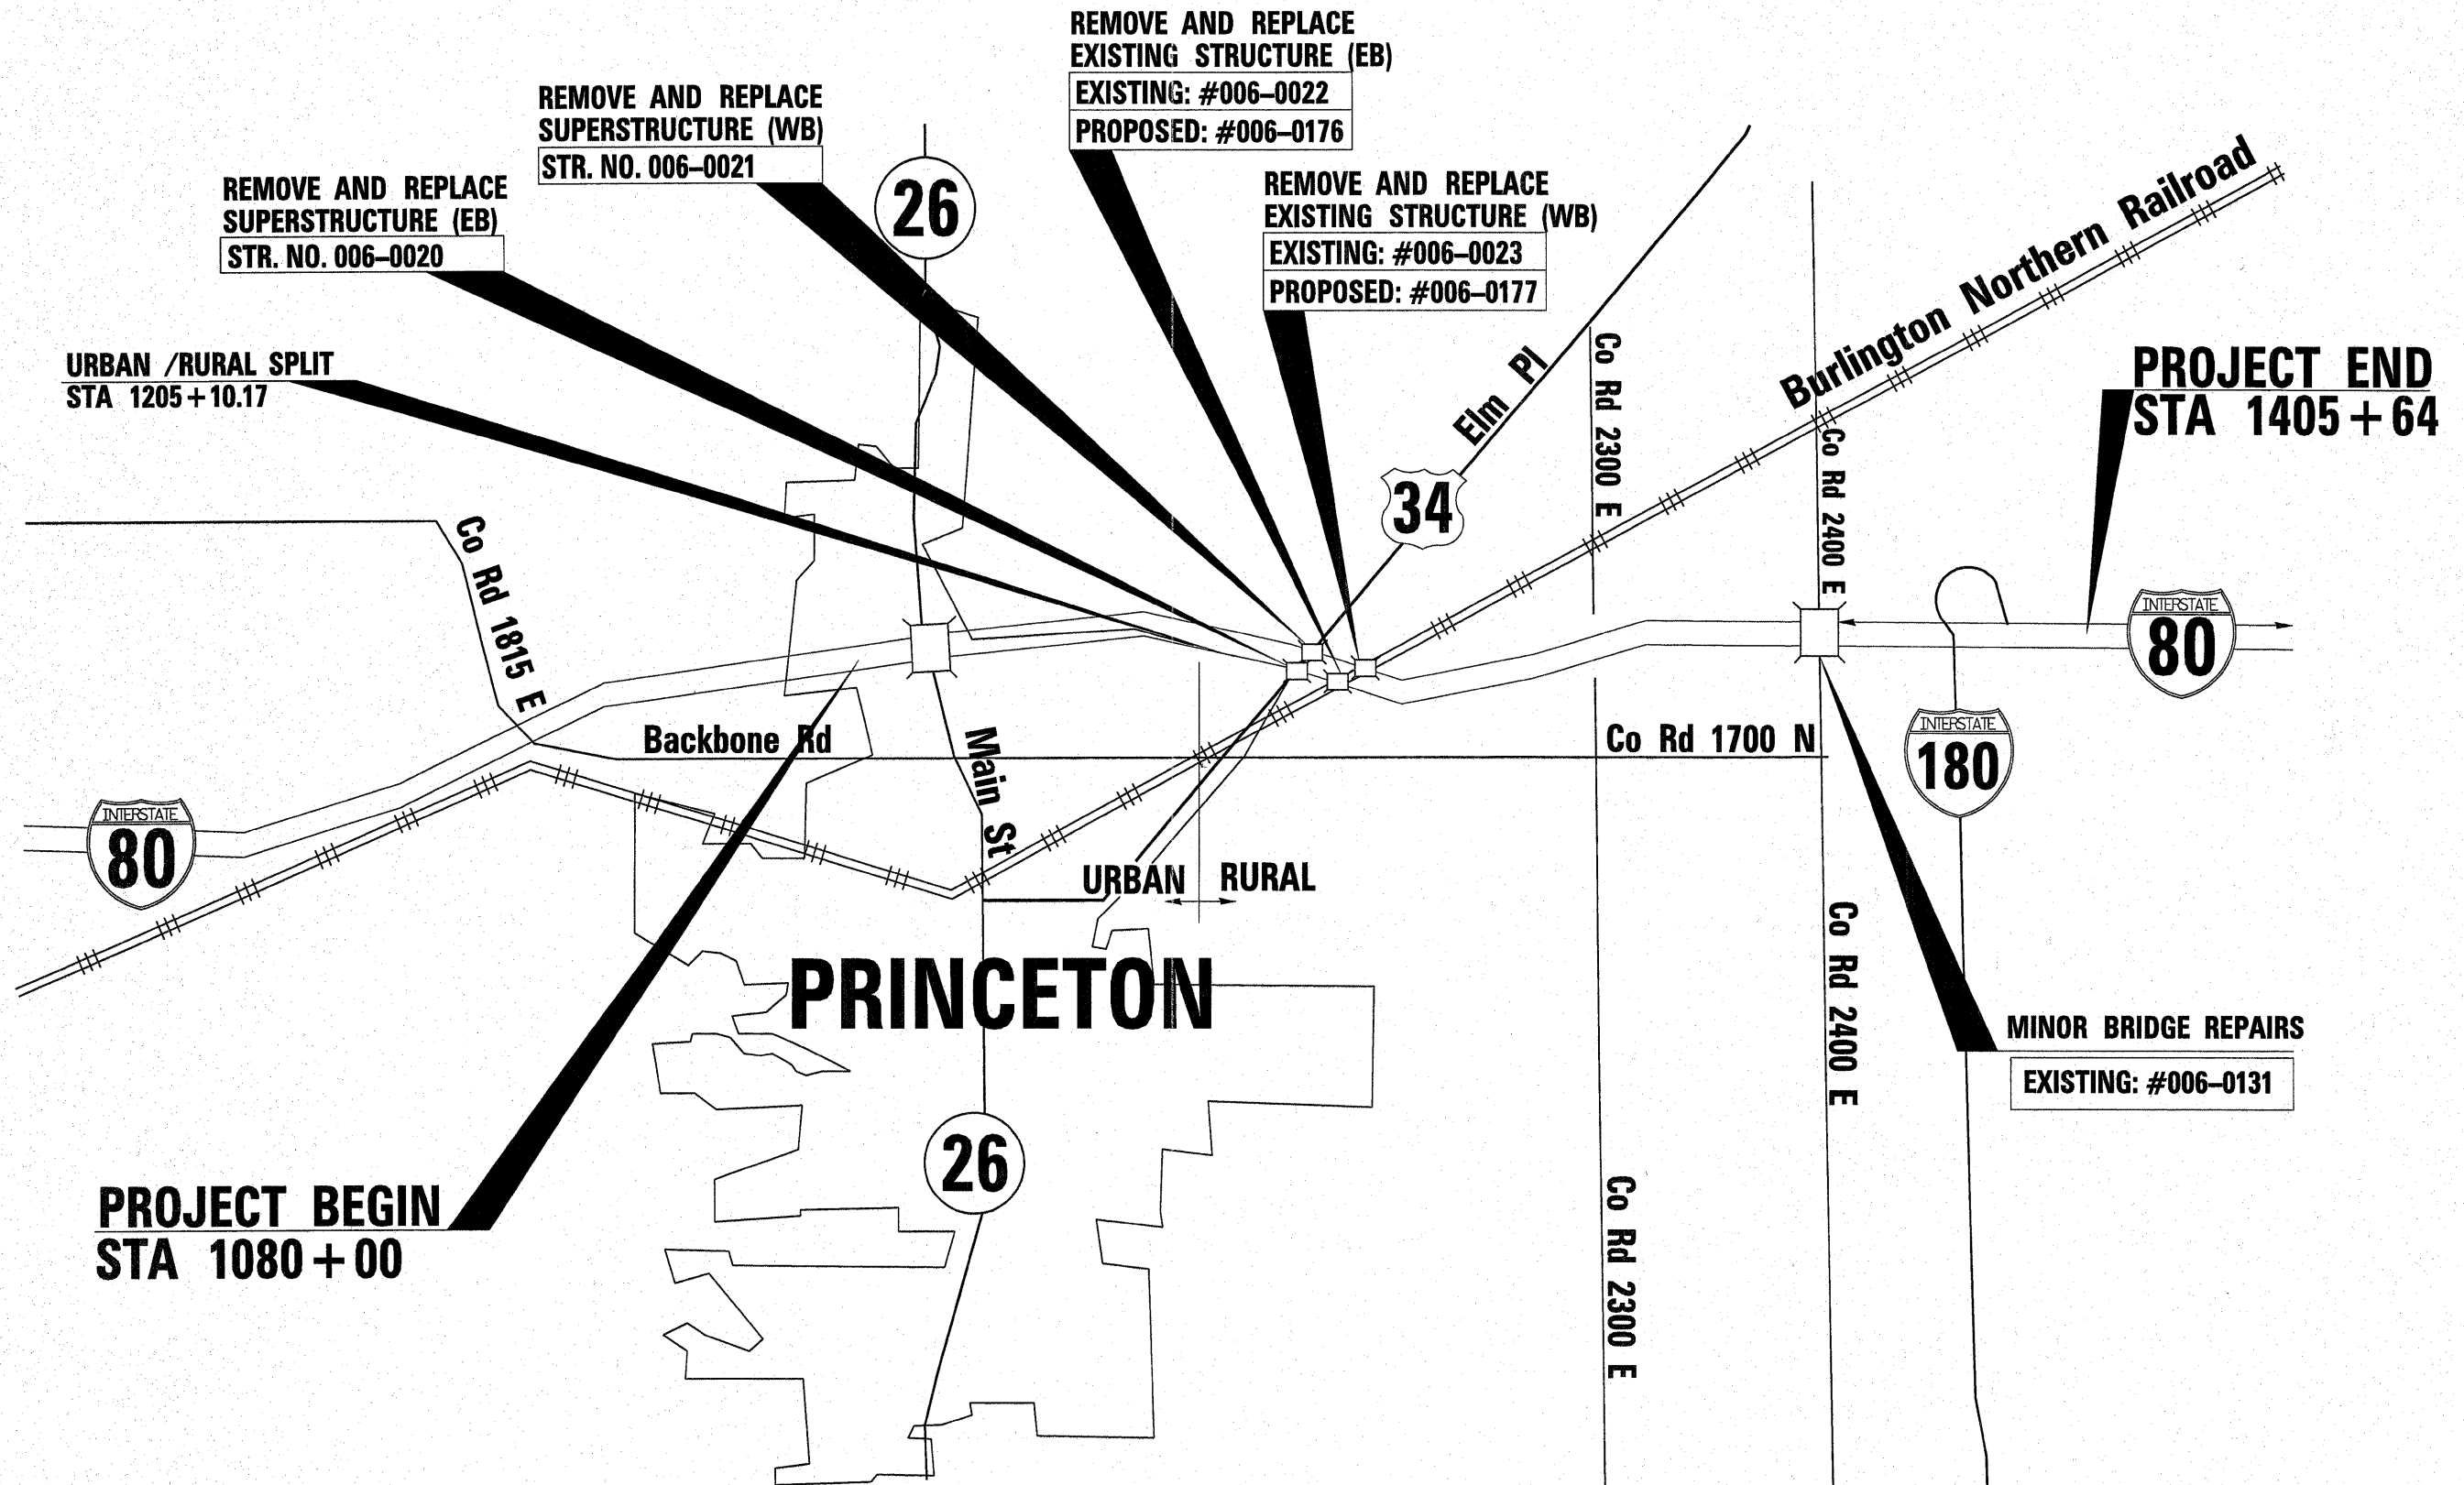 REMOVE AND REPLACE
EXISTING STRUCTURE (EB)
EXISTING: #006–0022
PROPOSED: #006–0176
REMOVE AND REPLACE
SUPERSTRUCTURE (WB)
STR. NO. 006–0021
REMOVE AND REPLACE
SUPERSTRUCTURE (EB)
STR. NO. 006–0020
REMOVE AND REPLACE
EXISTING STRUCTURE (WB)
EXISTING: #006–0023
PROPOSED: #006–0177
26
URBAN /RURAL SPLIT
STA 1205+10.17
Burlington Northern Railroad
PROJECT END
STA 1405+64
Elm Pl
34
Co Rd 2300 E
Co Rd 2400 E
Co Rd 1815 E
INTERSTATE
80
INTERSTATE
180
Backbone Rd
Main St
Co Rd 1700 N
INTERSTATE
80
URBAN RURAL
PRINCETON
Co Rd 2400 E
MINOR BRIDGE REPAIRS
EXISTING: #006–0131
26
PROJECT BEGIN
STA 1080+00
Co Rd 2300 E